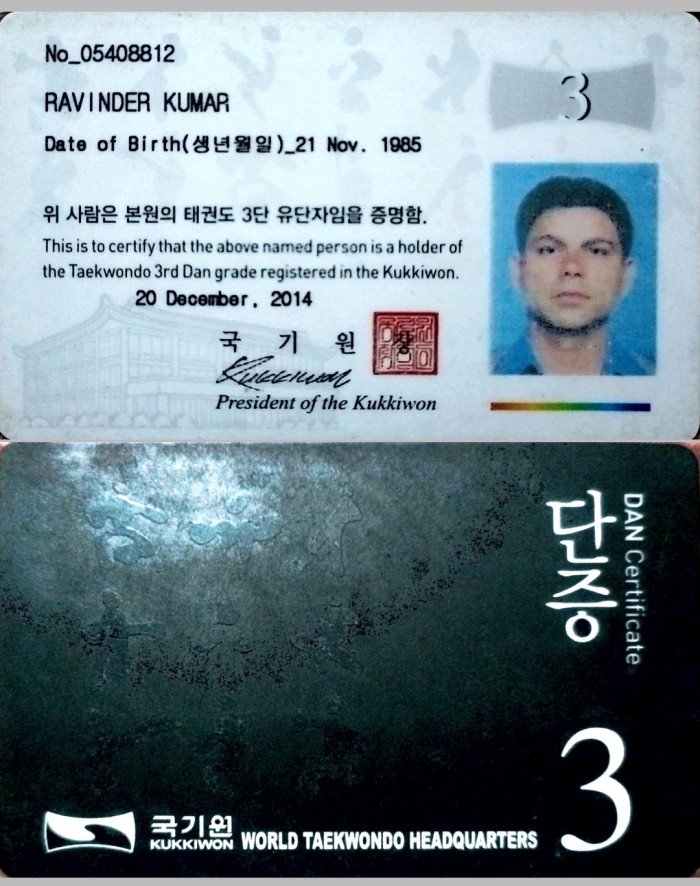 No_05408812
3
RAVINDER KUMAR
Date of Birth(생년월일)_21 Nov. 1985
위 사람은 본원의 태권도 3단 유단자임을 증명함.
This is to certify that the above named person is a holder of
the Taekwondo 3rd Dan grade registered in the Kukkiwon.
20 December, 2014
국 기 원 장
Kukkiwon
President of the Kukkiwon
단증
DAN Certificate
3
국기원
KUKKIWON WORLD TAEKWONDO HEADQUARTERS